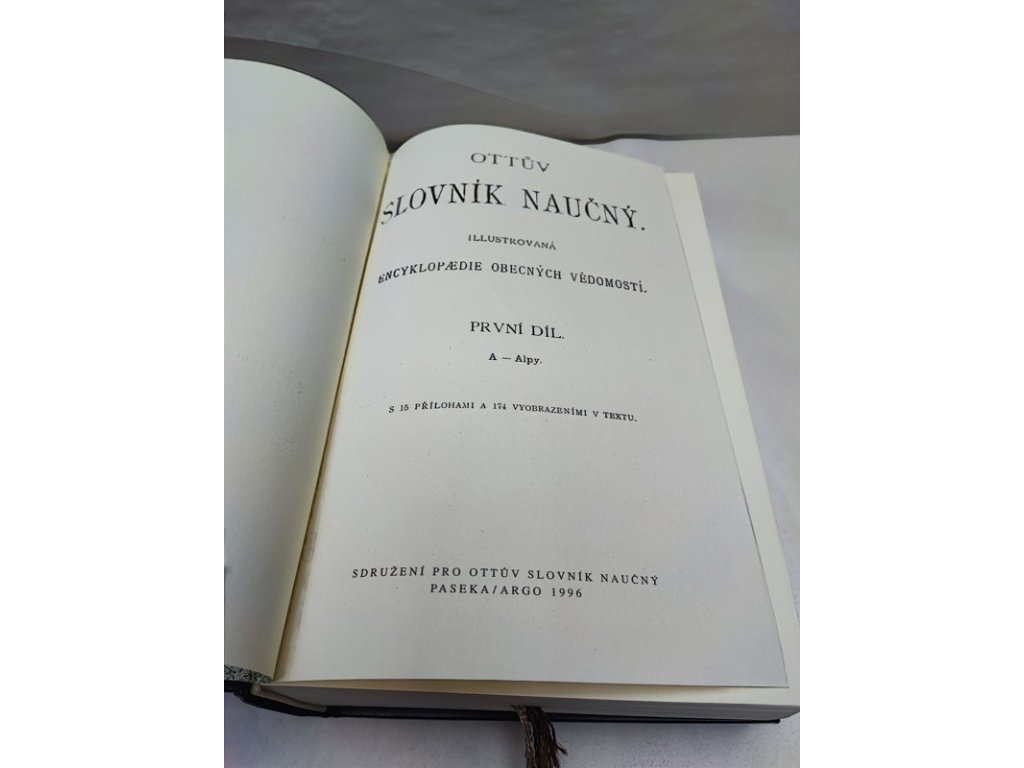 OTTŮV
SLOVNÍK NAUČNÝ.
ILLUSTROVANÁ
ENCYKLOPÆDIE OBECNÝCH VĚDOMOSTÍ.
PRVNÍ DÍL.
A — Alpy.
S 15 PŘÍLOHAMI A 174 VYOBRAZENÍMI V TEXTU.
SDRUŽENÍ PRO OTTŮV SLOVNÍK NAUČNÝ
PASEKA/ARGO 1996